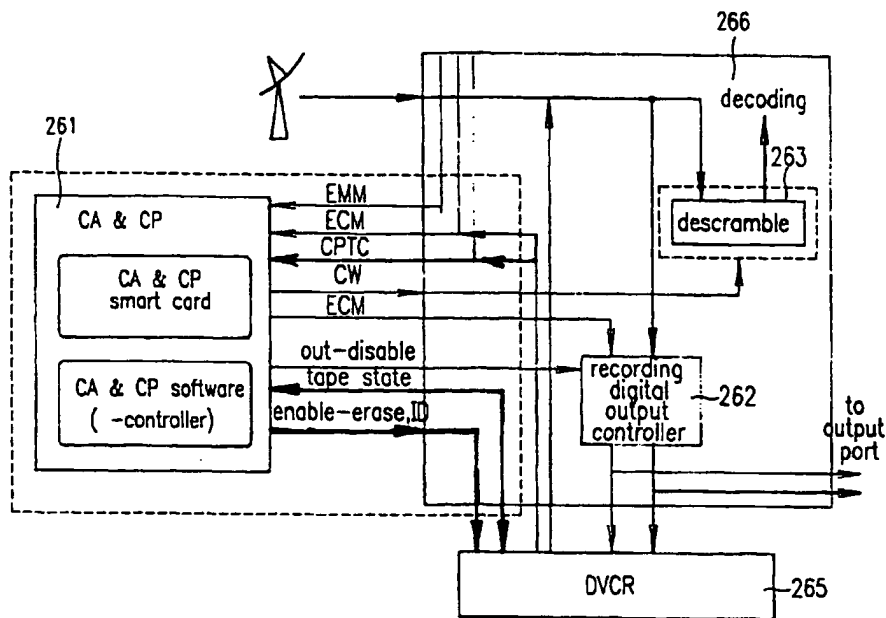 266
decoding
261
263
EMM
CA & CP
ECM
descramble
CPTC
CA & CP
smart card
CW
ECM
out-disable
tape state
CA & CP software
( -controller)
enable-erase,ID
recording
digital
output
controller
262
to
output
port
DVCR
265